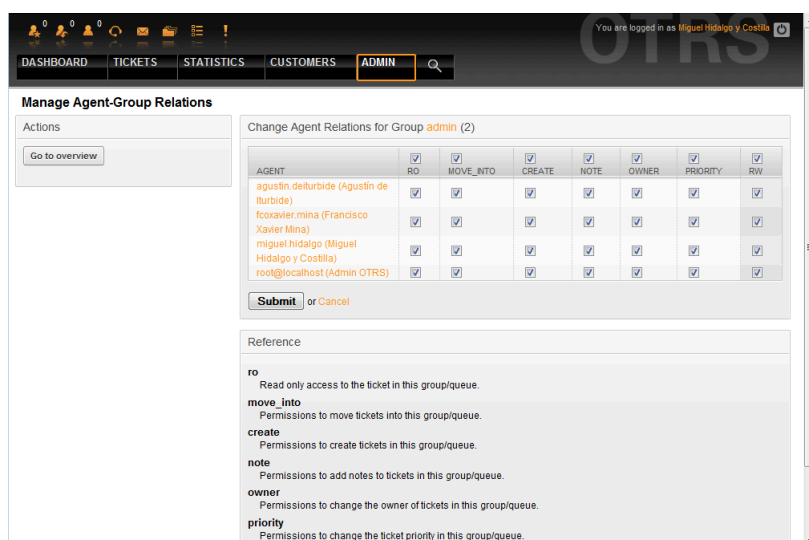 0 0 0
You are logged in as Miguel Hidalgo y Costilla
OTRS
DASHBOARD TICKETS STATISTICS CUSTOMERS ADMIN
Manage Agent-Group Relations
Actions
Go to overview
Change Agent Relations for Group admin (2)
AGENT RO MOVE_INTO CREATE NOTE OWNER PRIORITY RW
agustin.deiturbide (Agustín de
Iturbide)
fcoxavier.mina (Francisco
Xavier Mina)
miguel.hidalgo (Miguel
Hidalgo y Costilla)
root@localhost (Admin OTRS)
Submit or Cancel
Reference
ro
Read only access to the ticket in this group/queue.
move_into
Permissions to move tickets into this group/queue.
create
Permissions to create tickets in this group/queue.
note
Permissions to add notes to tickets in this group/queue.
owner
Permissions to change the owner of tickets in this group/queue.
priority
Permissions to change the ticket priority in this group/queue.